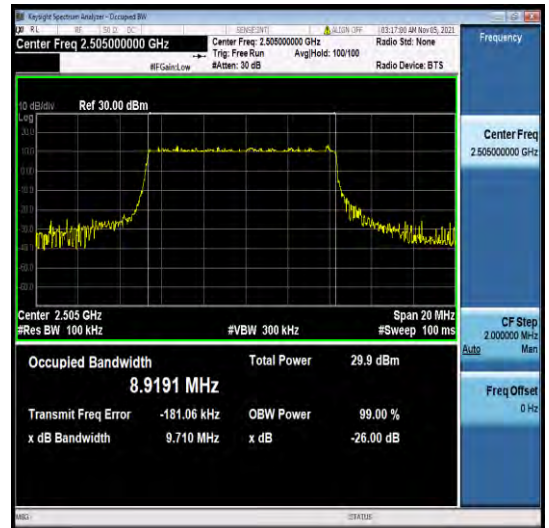 Keysight Spectrum Analyzer - Occupied BW
RL RF 50 Ω DC SENSE:INT ALIGN OFF 03:17:00 AM Nov 05, 2021
Center Freq 2.505000000 GHz
Center Freq: 2.505000000 GHz
Radio Std: None
Trig: Free Run Avg|Hold: 100/100
#IFGain:Low #Atten: 30 dB Radio Device: BTS
Frequency
10 dB/div Ref 30.00 dBm
Log
Center Freq
2.505000000 GHz
Center 2.505 GHz Span 20 MHz
#Res BW 100 kHz #VBW 300 kHz #Sweep 100 ms
CF Step
2.000000 MHz
Auto Man
Occupied Bandwidth Total Power 29.9 dBm
8.9191 MHz
Freq Offset
0 Hz
Transmit Freq Error -181.06 kHz OBW Power 99.00 %
x dB Bandwidth 9.710 MHz x dB -26.00 dB
MSG STATUS